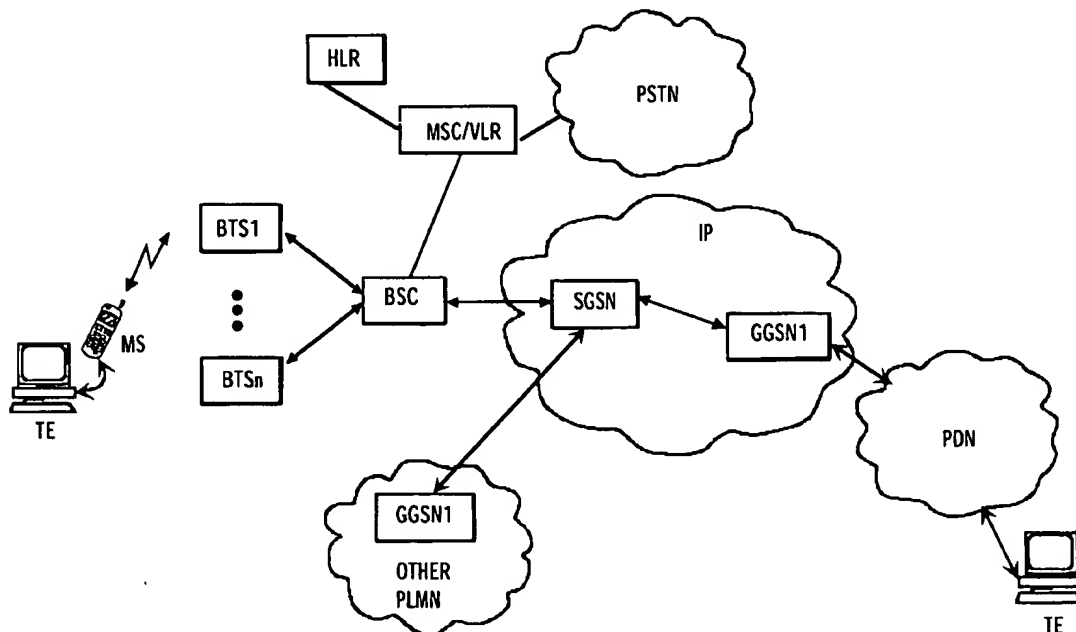 HLR
MSC/VLR
PSTN
BTS1
IP
BSC
SGSN
GGSN1
MS
BTSn
TE
PDN
GGSN1
OTHER
PLMN
TE